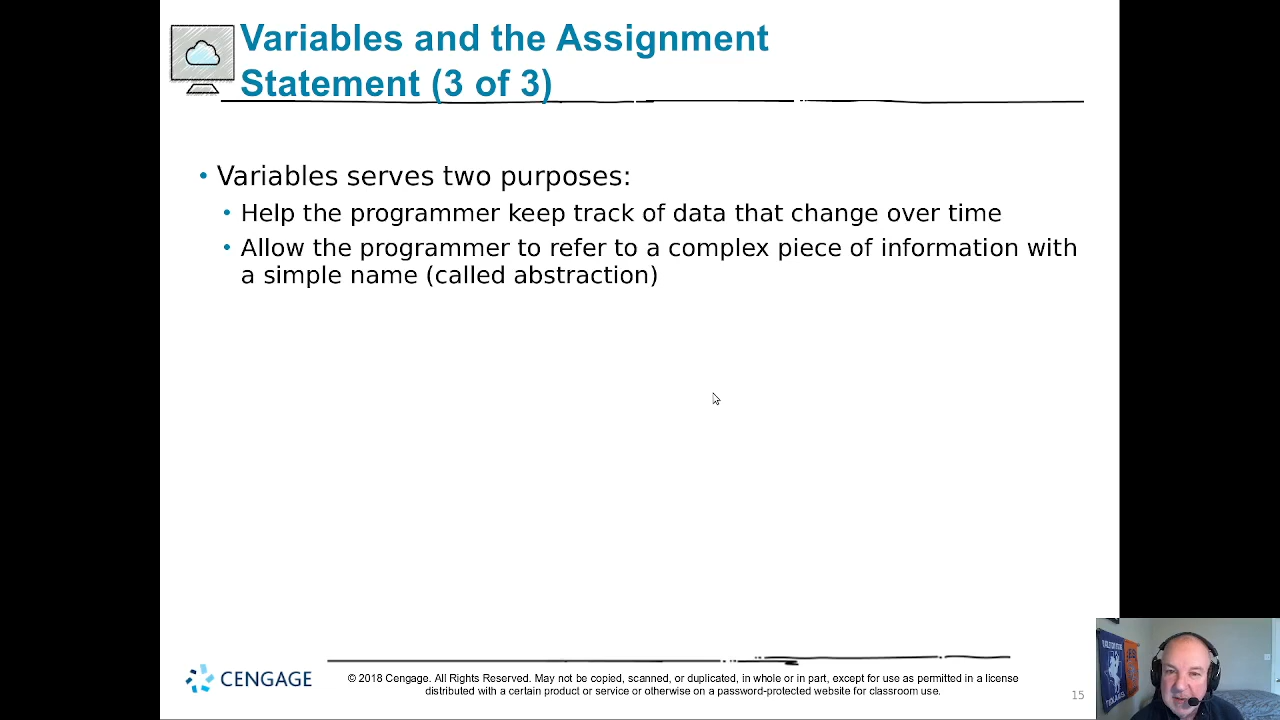 Variables and the Assignment
Statement (3 of 3)
• Variables serves two purposes:
• Help the programmer keep track of data that change over time
• Allow the programmer to refer to a complex piece of information with
a simple name (called abstraction)
CENGAGE
© 2018 Cengage. All Rights Reserved. May not be copied, scanned, or duplicated, in whole or in part, except for use as permitted in a license
distributed with a certain product or service or otherwise on a password-protected website for classroom use.
15